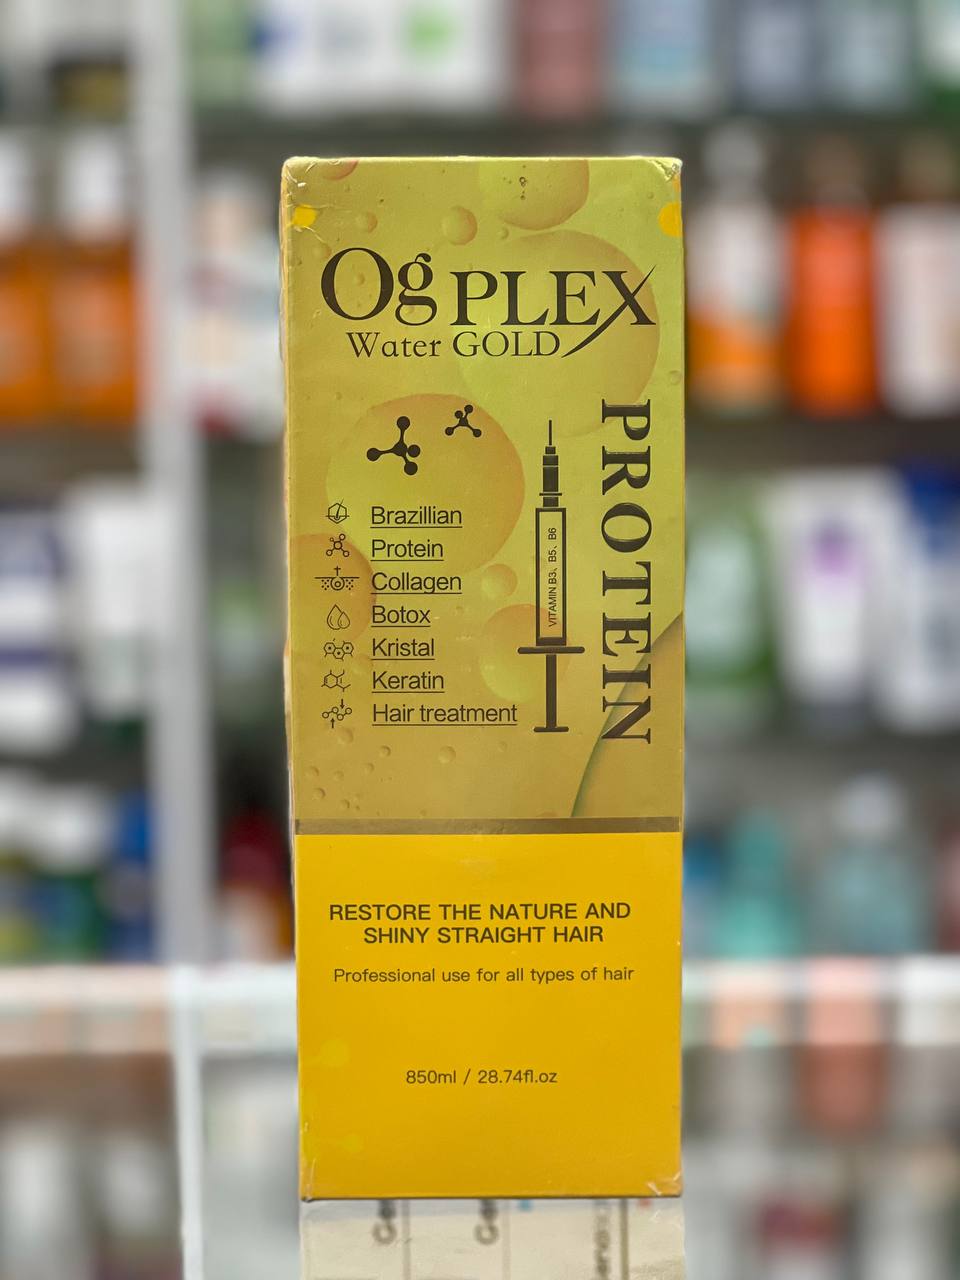 Og PLEX
Water GOLD
PROTEIN
VITAMIN B3、B5、B6
Brazillian
Protein
Collagen
Botox
Kristal
Keratin
Hair treatment
RESTORE THE NATURE AND
SHINY STRAIGHT HAIR
Professional use for all types of hair
850ml / 28.74fl.oz